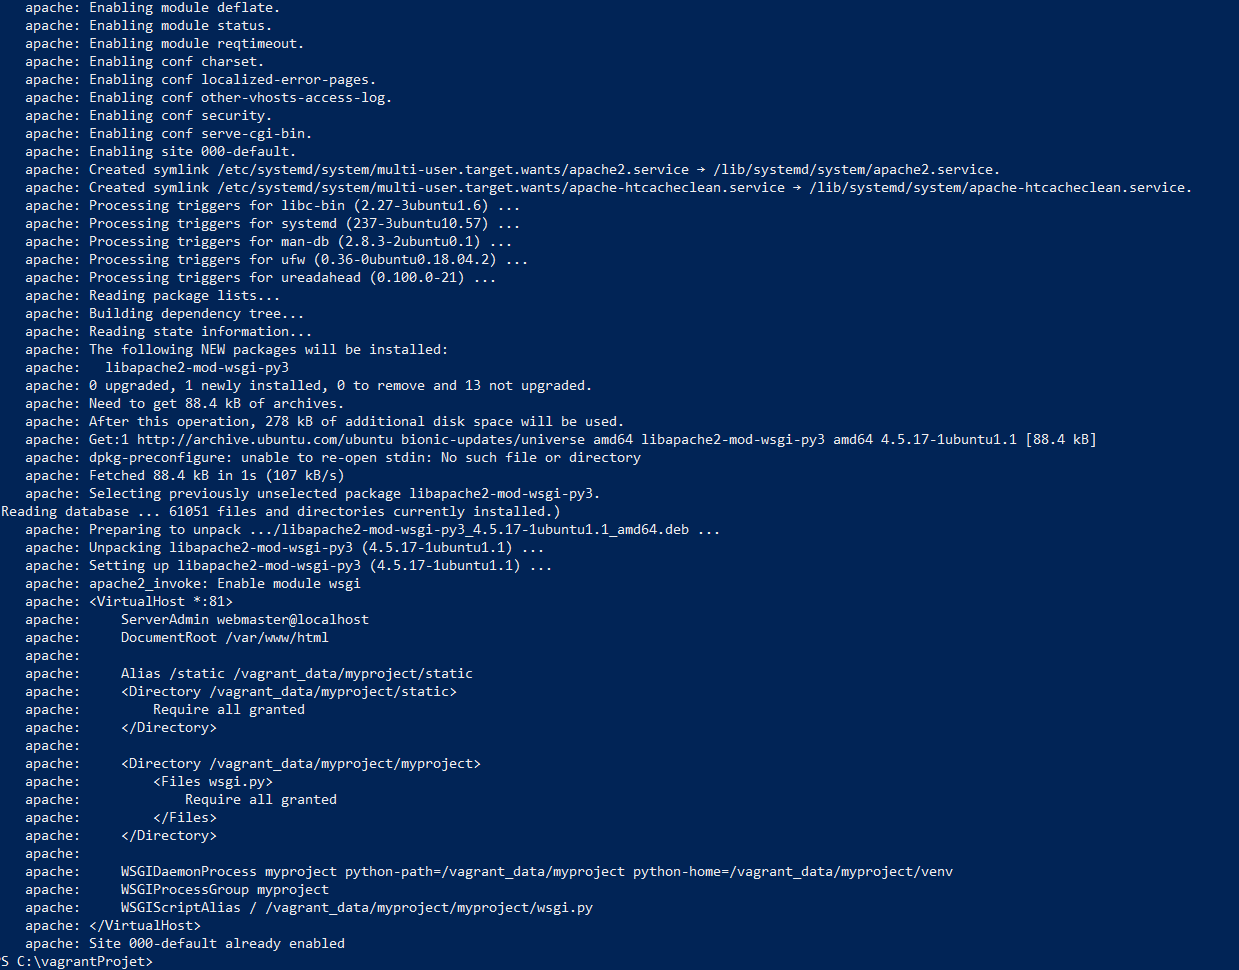 apache: Enabling module deflate.
apache: Enabling module status.
apache: Enabling module reqtimeout.
apache: Enabling conf charset.
apache: Enabling conf localized-error-pages.
apache: Enabling conf other-vhosts-access-log.
apache: Enabling conf security.
apache: Enabling conf serve-cgi-bin.
apache: Enabling site 000-default.
apache: Created symlink /etc/systemd/system/multi-user.target.wants/apache2.service → /lib/systemd/system/apache2.service.
apache: Created symlink /etc/systemd/system/multi-user.target.wants/apache-htcacheclean.service → /lib/systemd/system/apache-htcacheclean.service.
apache: Processing triggers for libc-bin (2.27-3ubuntu1.6) ...
apache: Processing triggers for systemd (237-3ubuntu10.57) ...
apache: Processing triggers for man-db (2.8.3-2ubuntu0.1) ...
apache: Processing triggers for ufw (0.36-0ubuntu0.18.04.2) ...
apache: Processing triggers for ureadahead (0.100.0-21) ...
apache: Reading package lists...
apache: Building dependency tree...
apache: Reading state information...
apache: The following NEW packages will be installed:
apache:   libapache2-mod-wsgi-py3
apache: 0 upgraded, 1 newly installed, 0 to remove and 13 not upgraded.
apache: Need to get 88.4 kB of archives.
apache: After this operation, 278 kB of additional disk space will be used.
apache: Get:1 http://archive.ubuntu.com/ubuntu bionic-updates/universe amd64 libapache2-mod-wsgi-py3 amd64 4.5.17-1ubuntu1.1 [88.4 kB]
apache: dpkg-preconfigure: unable to re-open stdin: No such file or directory
apache: Fetched 88.4 kB in 1s (107 kB/s)
apache: Selecting previously unselected package libapache2-mod-wsgi-py3.
Reading database ... 61051 files and directories currently installed.)
apache: Preparing to unpack .../libapache2-mod-wsgi-py3_4.5.17-1ubuntu1.1_amd64.deb ...
apache: Unpacking libapache2-mod-wsgi-py3 (4.5.17-1ubuntu1.1) ...
apache: Setting up libapache2-mod-wsgi-py3 (4.5.17-1ubuntu1.1) ...
apache: apache2_invoke: Enable module wsgi
apache: <VirtualHost *:81>
apache:     ServerAdmin webmaster@localhost
apache:     DocumentRoot /var/www/html
apache:
apache:     Alias /static /vagrant_data/myproject/static
apache:     <Directory /vagrant_data/myproject/static>
apache:         Require all granted
apache:     </Directory>
apache:
apache:     <Directory /vagrant_data/myproject/myproject>
apache:         <Files wsgi.py>
apache:             Require all granted
apache:         </Files>
apache:     </Directory>
apache:
apache:     WSGIDaemonProcess myproject python-path=/vagrant_data/myproject python-home=/vagrant_data/myproject/venv
apache:     WSGIProcessGroup myproject
apache:     WSGIScriptAlias / /vagrant_data/myproject/myproject/wsgi.py
apache: </VirtualHost>
apache: Site 000-default already enabled
S C:\vagrantProjet>